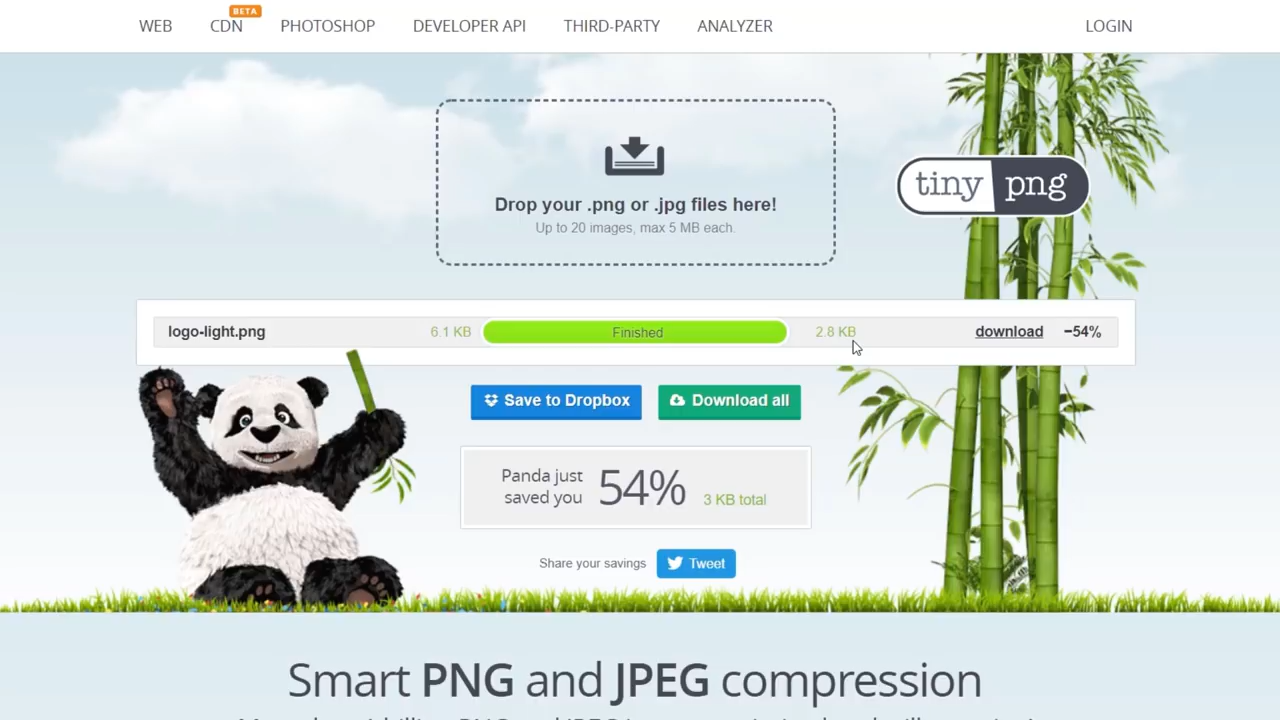 BETA
WEB CDN PHOTOSHOP DEVELOPER API THIRD-PARTY ANALYZER LOGIN
Drop your .png or .jpg files here!
Up to 20 images, max 5 MB each.
tiny png
logo-light.png 6.1 KB Finished 2.8 KB download −54%
Save to Dropbox Download all
Panda just
saved you
54% 3 KB total
Share your savings Tweet
Smart PNG and JPEG compression